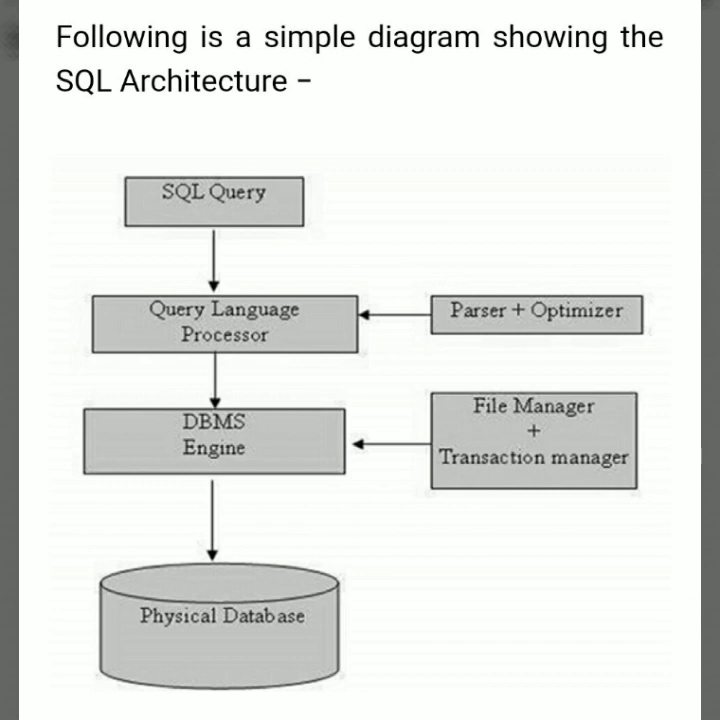 Following is a simple diagram showing the
SQL Architecture −
SQL Query
Query Language
Processor
Parser + Optimizer
DBMS
Engine
File Manager
+
Transaction manager
Physical Database